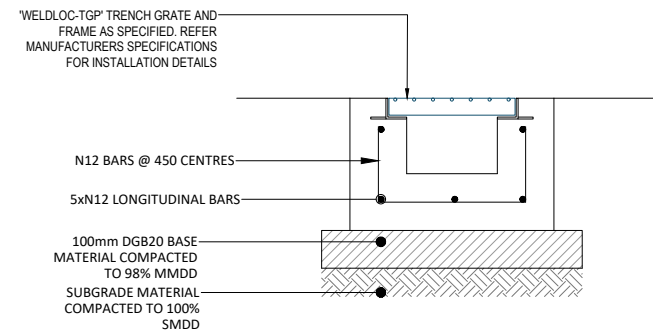 'WELDLOC-TGP' TRENCH GRATE AND
FRAME AS SPECIFIED. REFER
MANUFACTURERS SPECIFICATIONS
FOR INSTALLATION DETAILS
N12 BARS @ 450 CENTRES
5xN12 LONGITUDINAL BARS
100mm DGB20 BASE
MATERIAL COMPACTED
TO 98% MMDD
SUBGRADE MATERIAL
COMPACTED TO 100%
SMDD